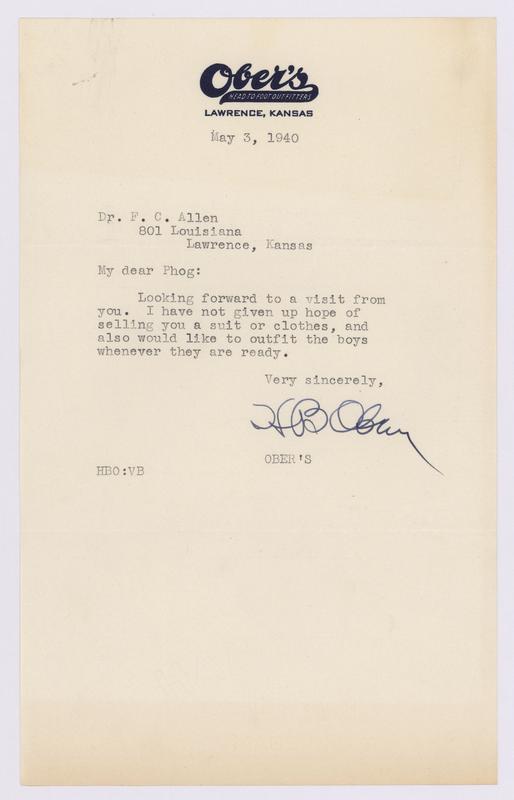 Ober's
HEAD TO FOOT OUTFITTERS
LAWRENCE, KANSAS
May 3, 1940
Dr. F. C. Allen
801 Louisiana
Lawrence, Kansas
My dear Phog:
Looking forward to a visit from
you. I have not given up hope of
selling you a suit or clothes, and
also would like to outfit the boys
whenever they are ready.
Very sincerely,
H B Ober
OBER'S
HBO:VB